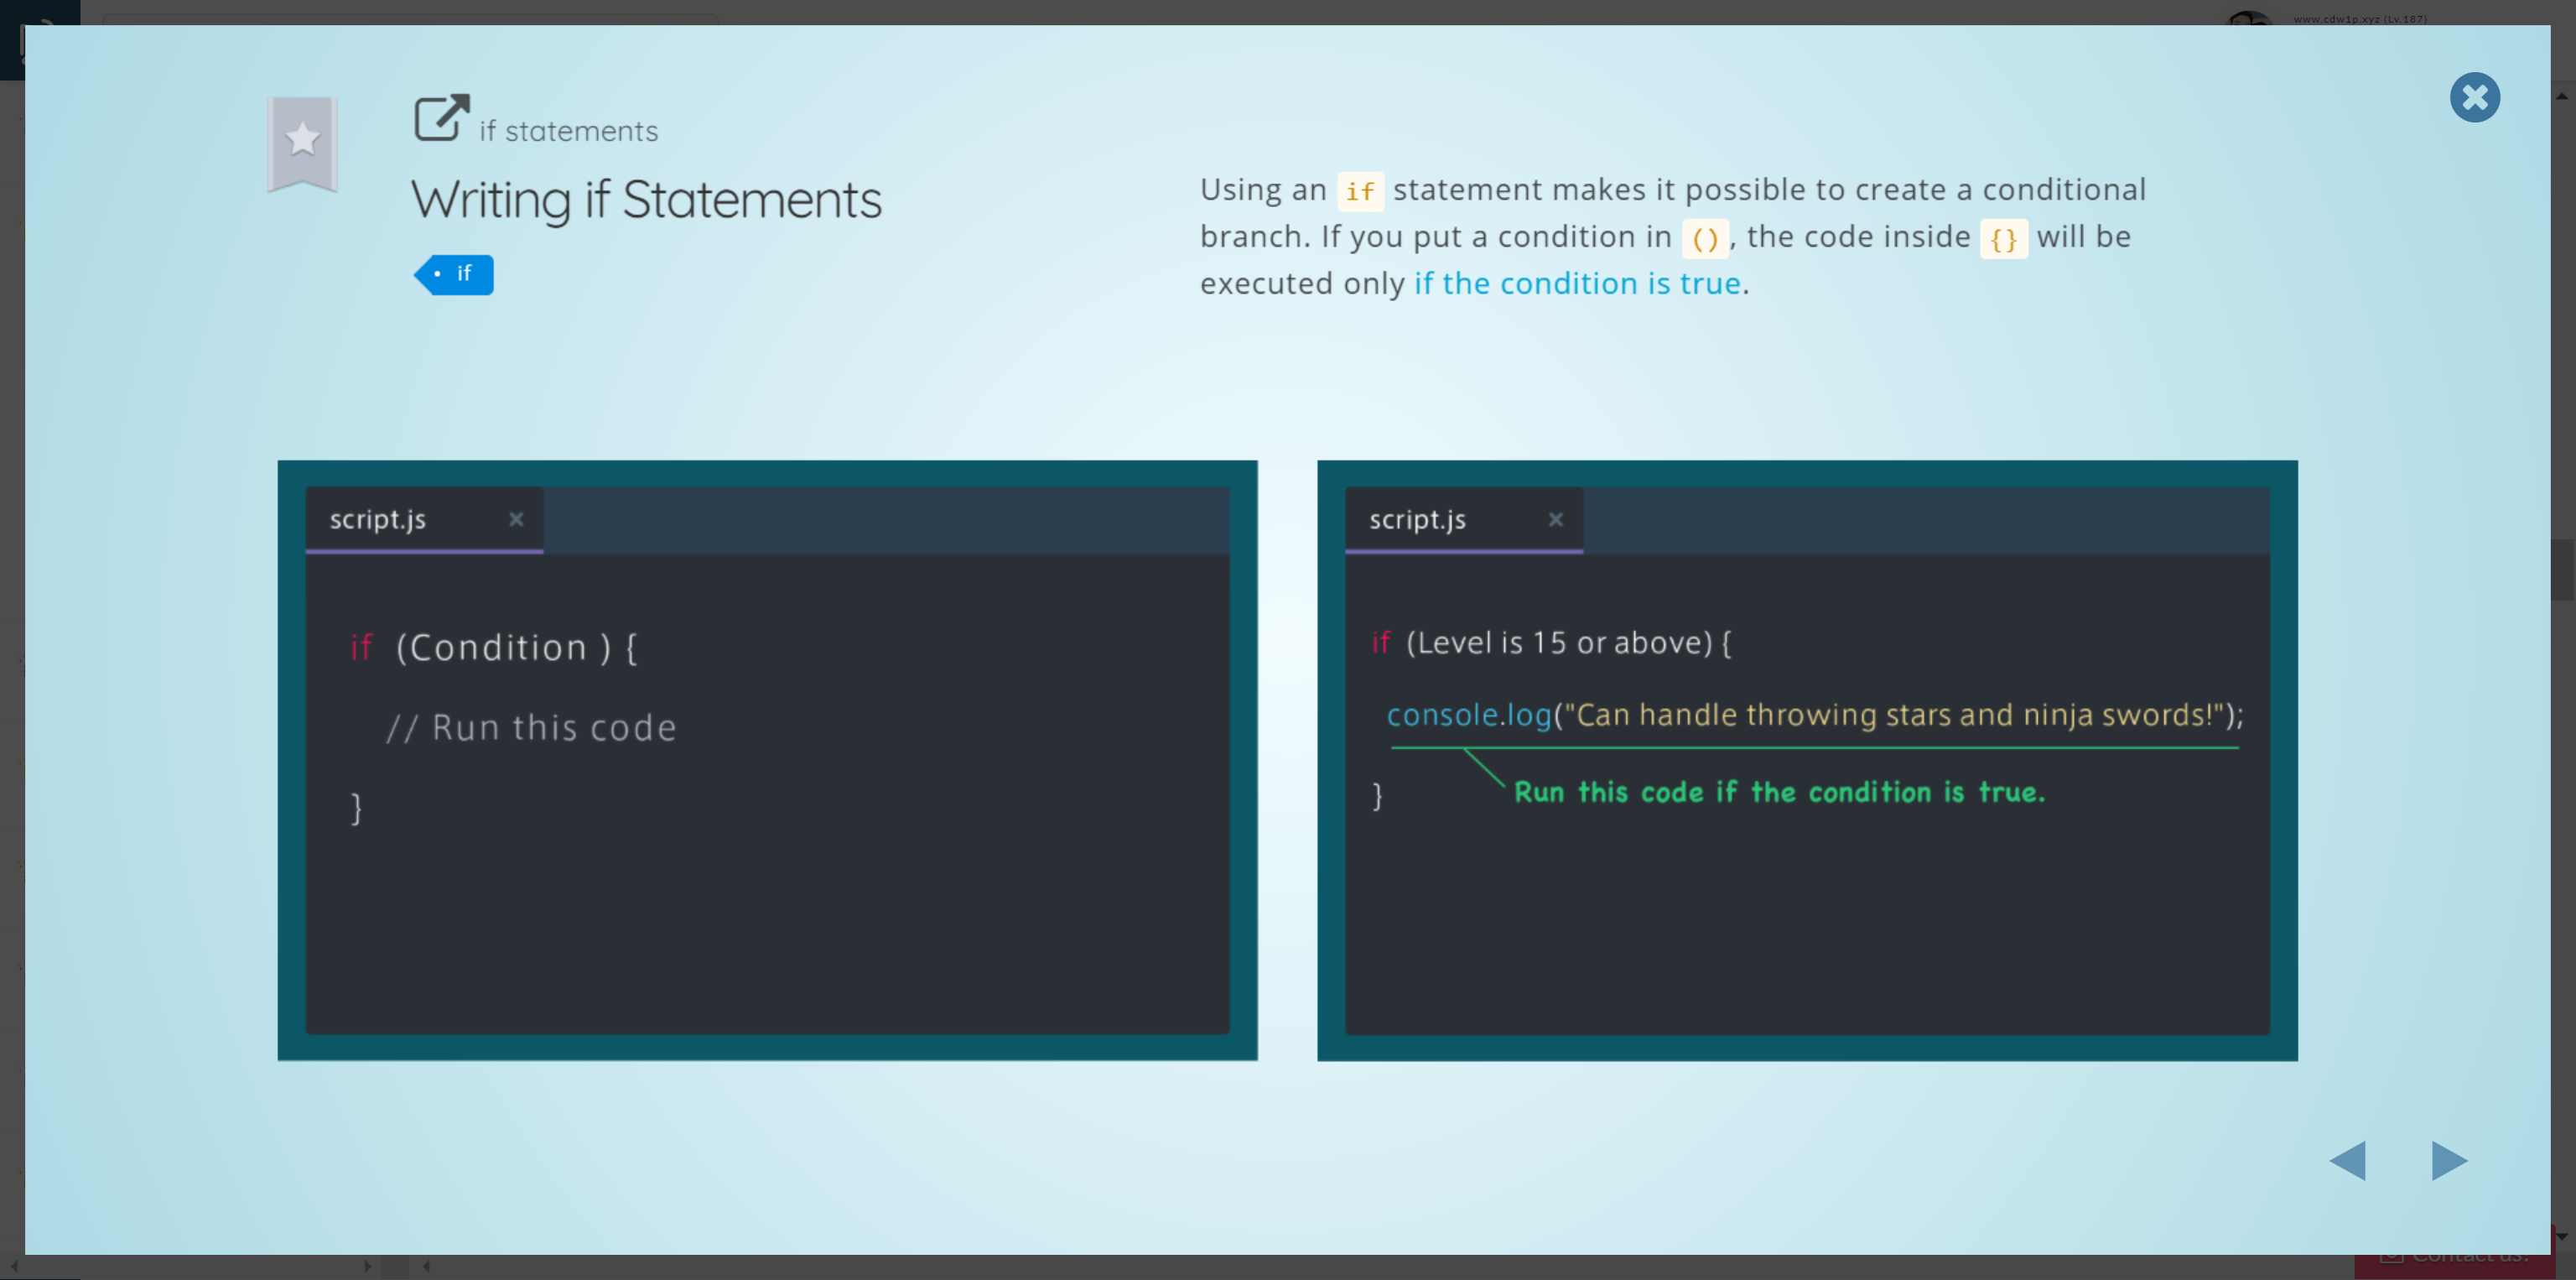 www.cdw1p.xyz (Lv.187)
if statements
Writing if Statements
• if
Using an if statement makes it possible to create a conditional
branch. If you put a condition in (), the code inside {} will be
executed only if the condition is true.
script.js ×
if (Condition ) {
// Run this code
}
script.js ×
if (Level is 15 or above) {
console.log("Can handle throwing stars and ninja swords!");
Run this code if the condition is true.
}
Contact us!